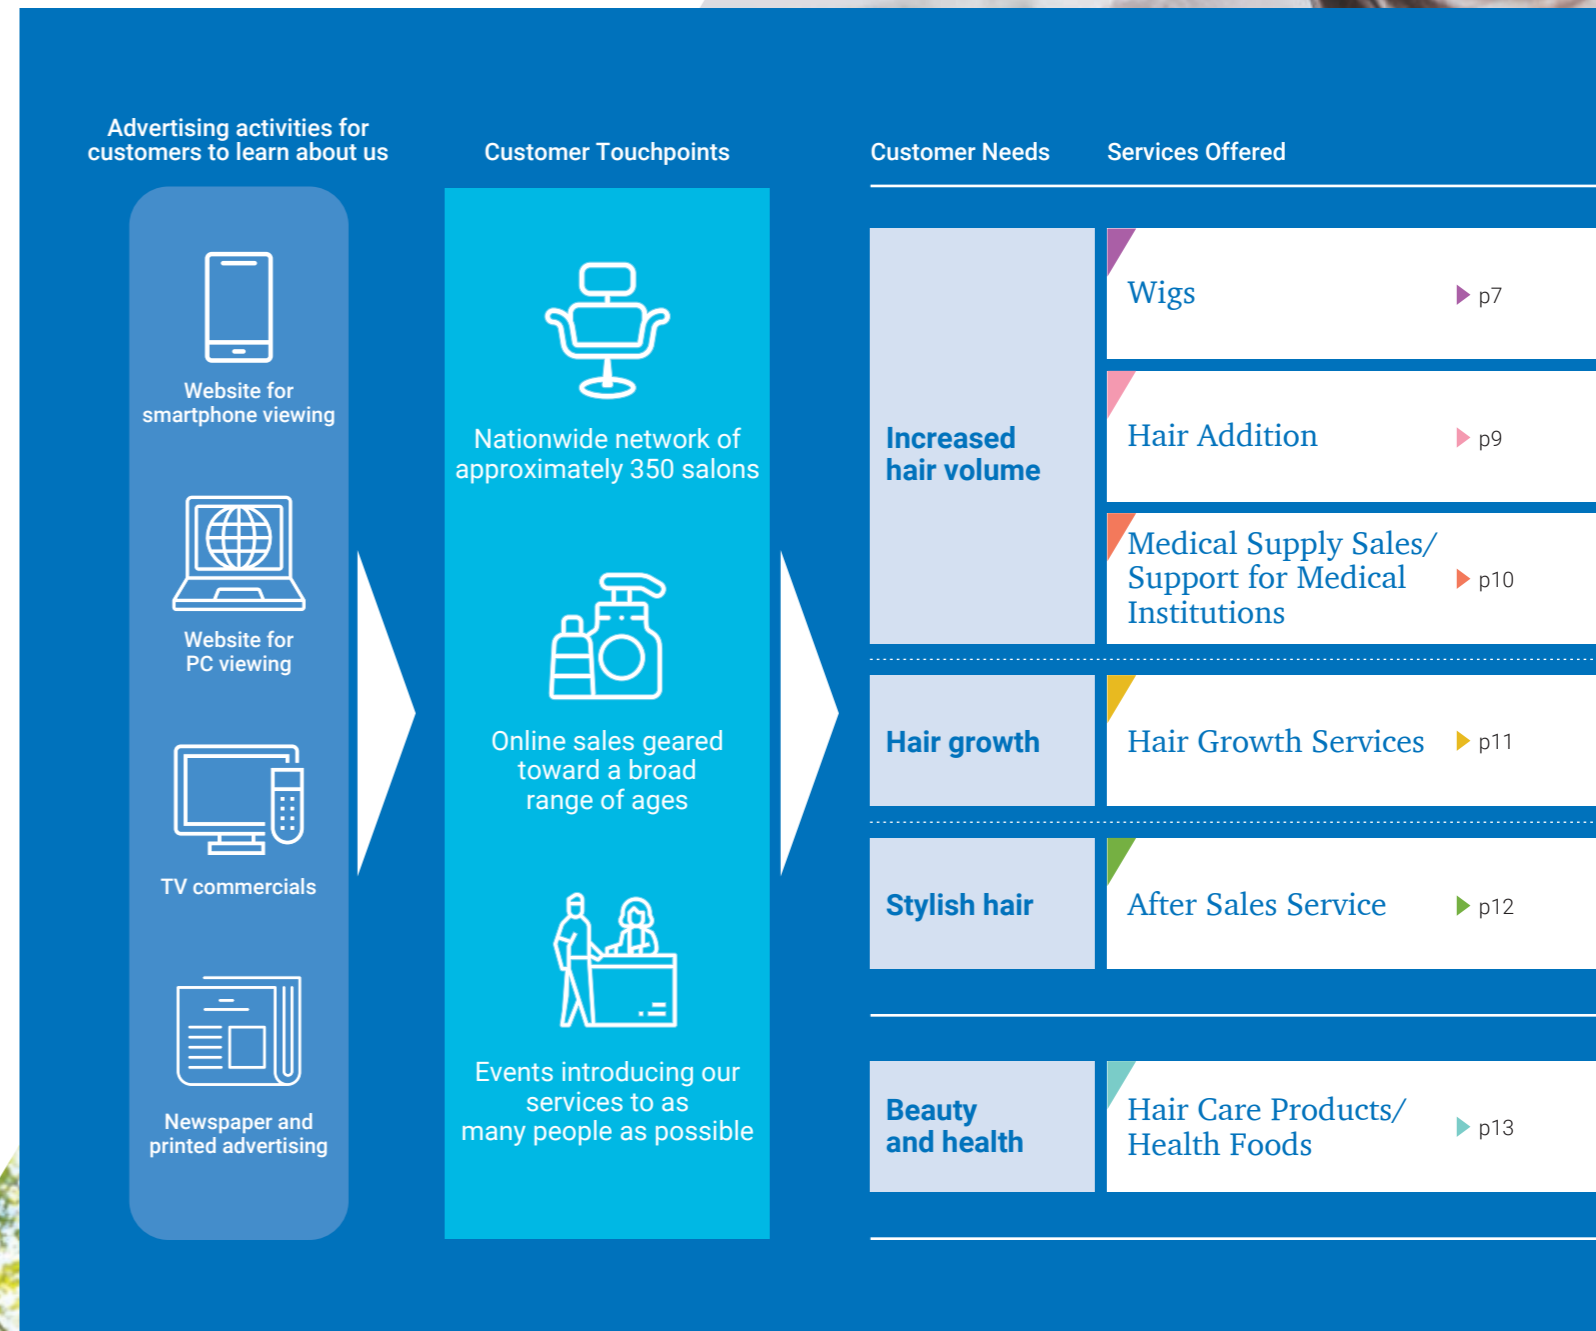 Advertising activities for
customers to learn about us
Website for
smartphone viewing
Website for
PC viewing
TV commercials
Newspaper and
printed advertising
Customer Touchpoints
Nationwide network of
approximately 350 salons
Online sales geared
toward a broad
range of ages
Events introducing our
services to as
many people as possible
Customer Needs
Services Offered
Increased
hair volume
Wigs
p7
Hair Addition
p9
Medical Supply Sales/
Support for Medical
Institutions
p10
Hair growth
Hair Growth Services
p11
Stylish hair
After Sales Service
p12
Beauty
and health
Hair Care Products/
Health Foods
p13